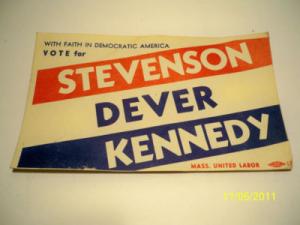 WITH FAITH IN DEMOCRATIC AMERICA
VOTE for
STEVENSON
DEVER
KENNEDY
MASS. UNITED LABOR
11/05/2011